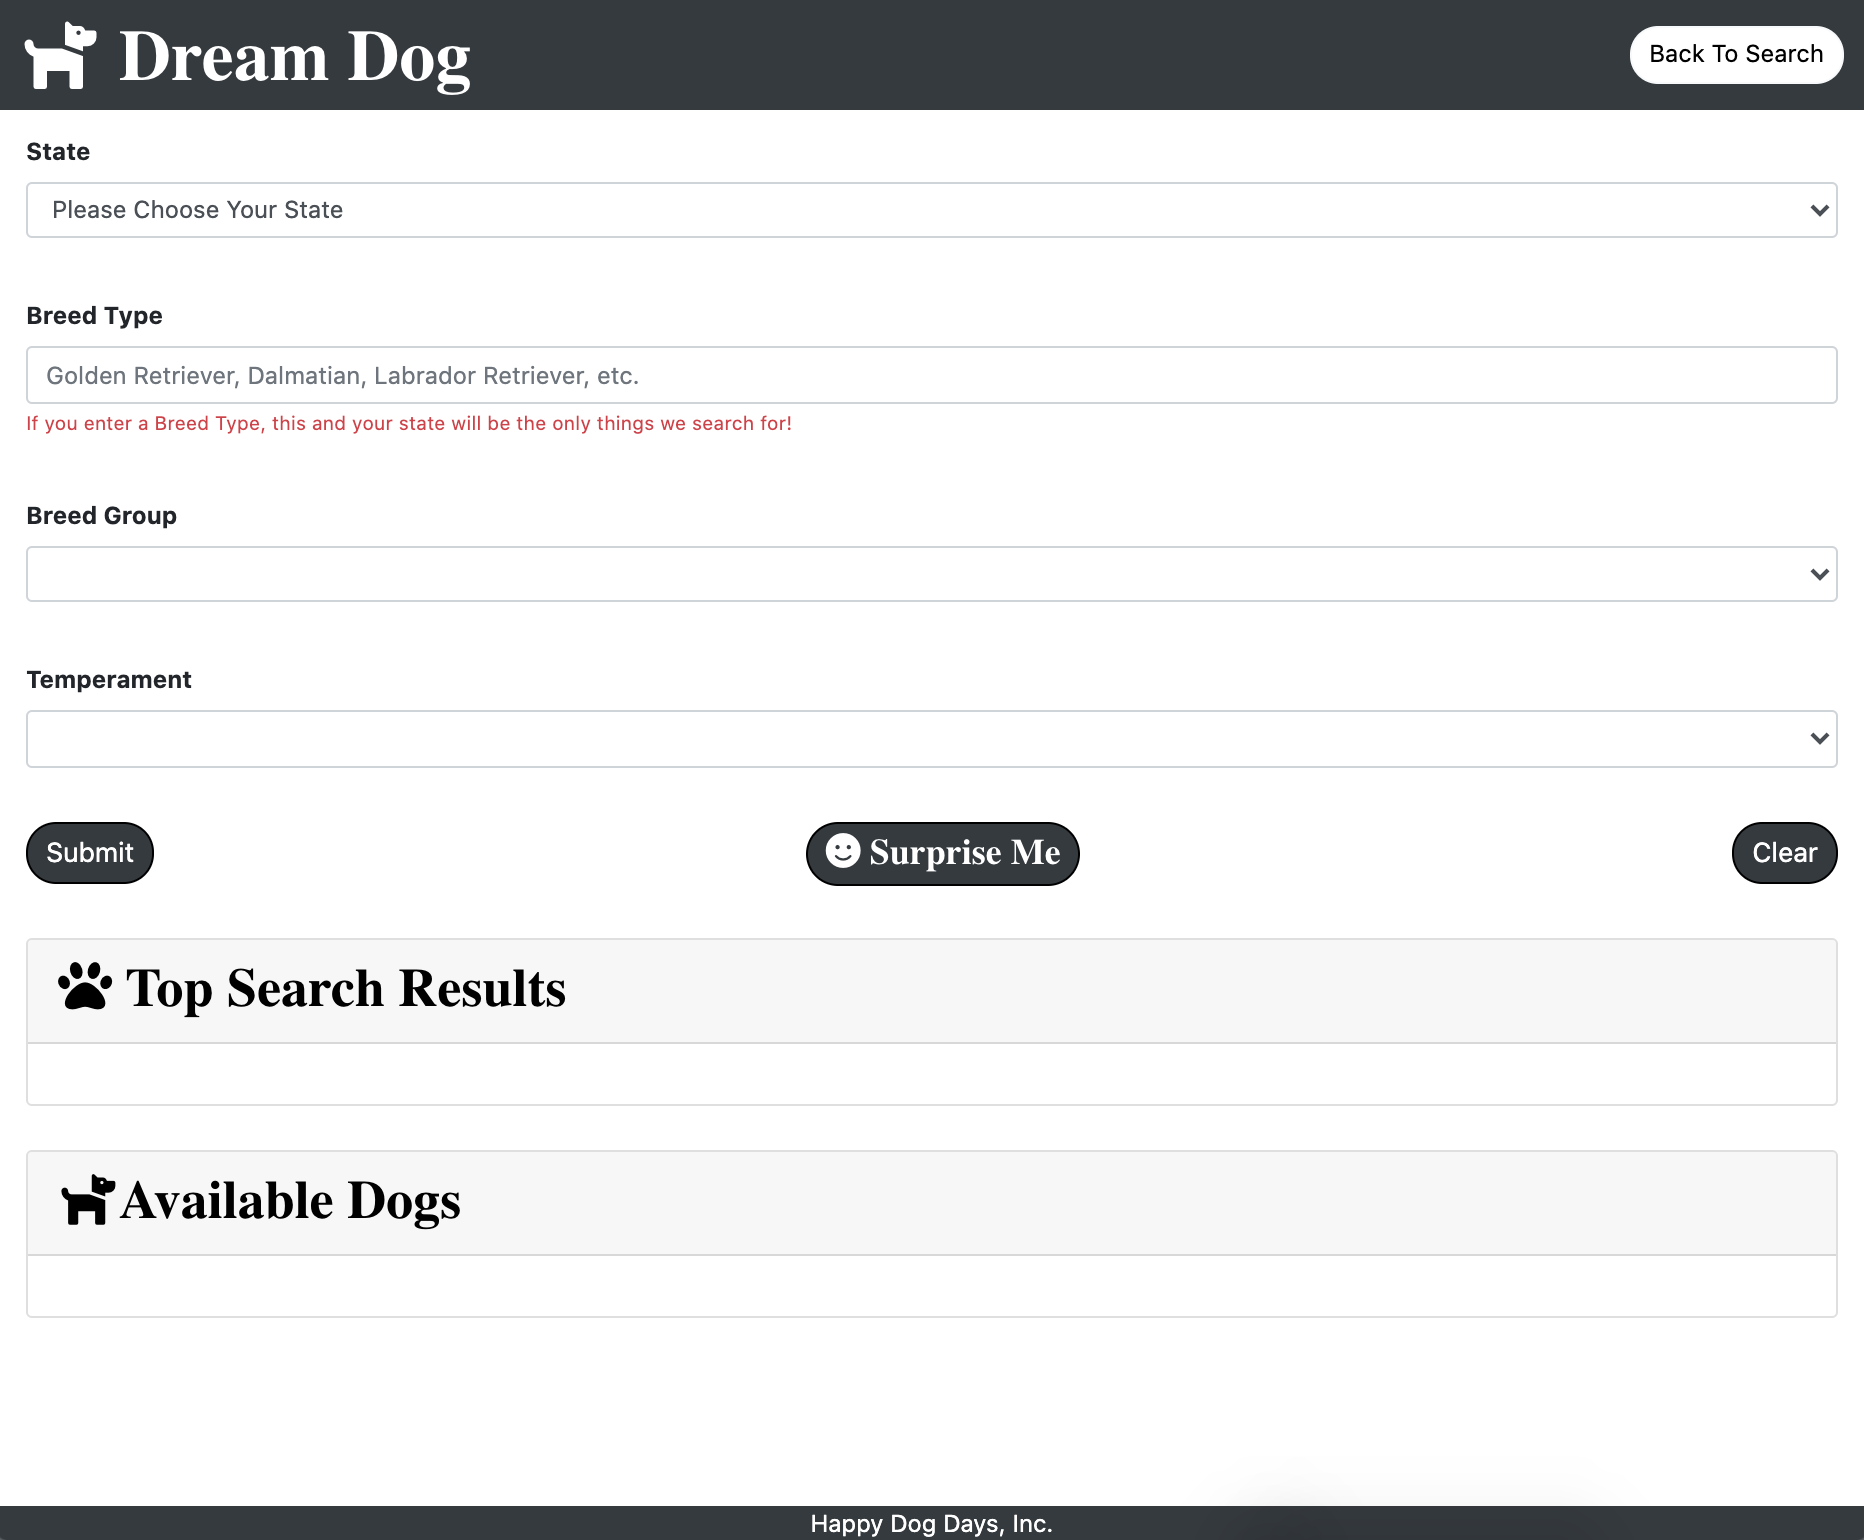 Dream Dog
Back To Search
State
Please Choose Your State
Breed Type
Golden Retriever, Dalmatian, Labrador Retriever, etc.
If you enter a Breed Type, this and your state will be the only things we search for!
Breed Group
Temperament
Submit
Surprise Me
Clear
Top Search Results
Available Dogs
Happy Dog Days, Inc.